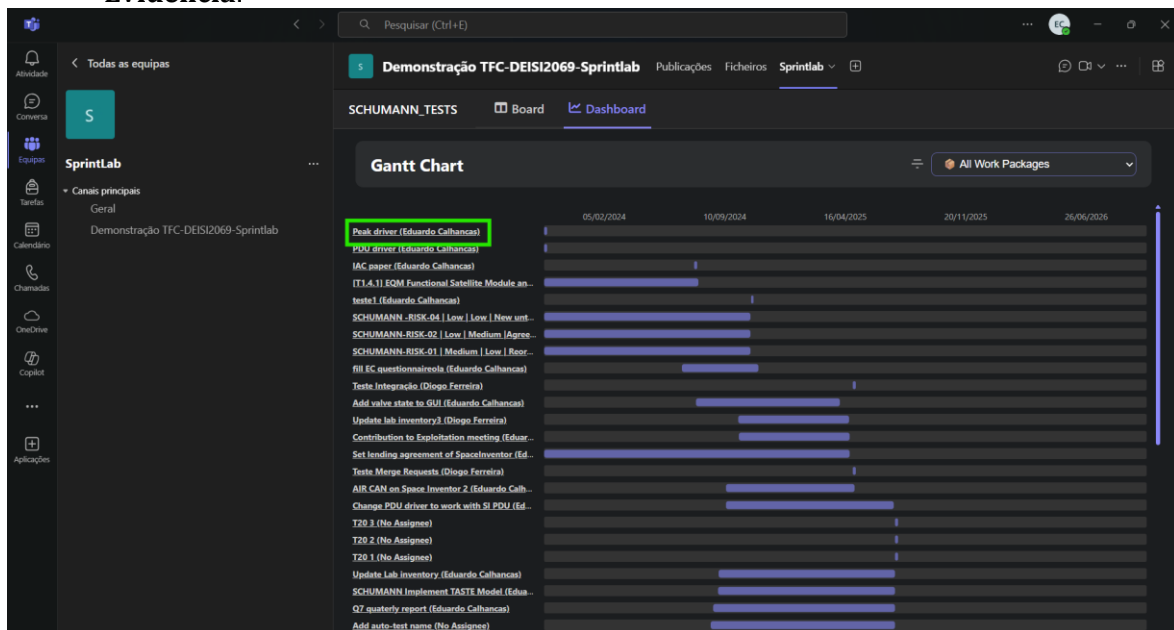 Evidência:
Pesquisar (Ctrl+E)
EC
Atividade
Conversa
Equipas
Tarefas
Calendário
Chamadas
OneDrive
Copilot
Aplicações
Todas as equipas
S
SprintLab
Canais principais
Geral
Demonstração TFC-DEISI2069-Sprintlab
S Demonstração TFC-DEISI2069-Sprintlab Publicações Ficheiros Sprintlab
SCHUMANN_TESTS Board Dashboard
Gantt Chart All Work Packages
05/02/2024 10/09/2024 16/04/2025 20/11/2025 26/06/2026
Peak driver (Eduardo Calhancas)
PDU driver (Eduardo Calhancas)
IAC paper (Eduardo Calhancas)
[T1.4.1] EQM Functional Satellite Module an...
teste1 (Eduardo Calhancas)
SCHUMANN -RISK-04 | Low | Low | New unt...
SCHUMANN-RISK-02 | Low | Medium |Agree...
SCHUMANN-RISK-01 | Medium | Low | Reor...
fill EC questionnaireola (Eduardo Calhancas)
Teste Integração (Diogo Ferreira)
Add valve state to GUI (Eduardo Calhancas)
Update lab inventory3 (Diogo Ferreira)
Contribution to Exploitation meeting (Eduar...
Set lending agreement of SpaceInventor (Ed...
Teste Merge Requests (Diogo Ferreira)
AIR CAN on Space Inventor 2 (Eduardo Calh...
Change PDU driver to work with SI PDU (Ed...
T20 3 (No Assignee)
T20 2 (No Assignee)
T20 1 (No Assignee)
Update Lab inventory (Eduardo Calhancas)
SCHUMANN Implement TASTE Model (Edua...
Q7 quaterly report (Eduardo Calhancas)
Add auto-test name (No Assignee)